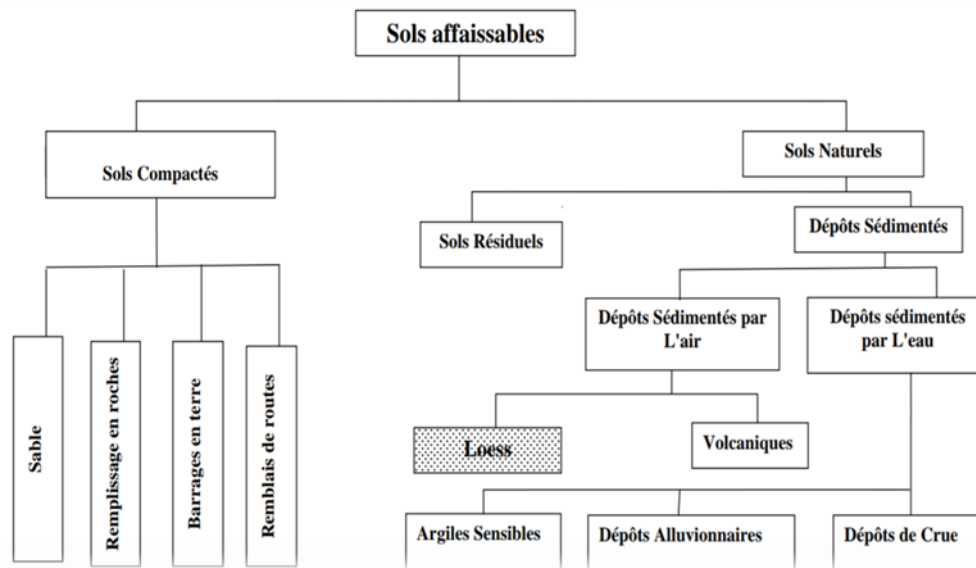 Sols affaissables
Sols Compactés
Sols Naturels
Sols Résiduels
Dépôts Sédimentés
Dépôts Sédimentés par
L'air
Dépôts sédimentés
par L'eau
Loess
Volcaniques
Sable
Remplissage en roches
Barrages en terre
Remblais de routes
Argiles Sensibles
Dépôts Alluvionnaires
Dépôts de Crue